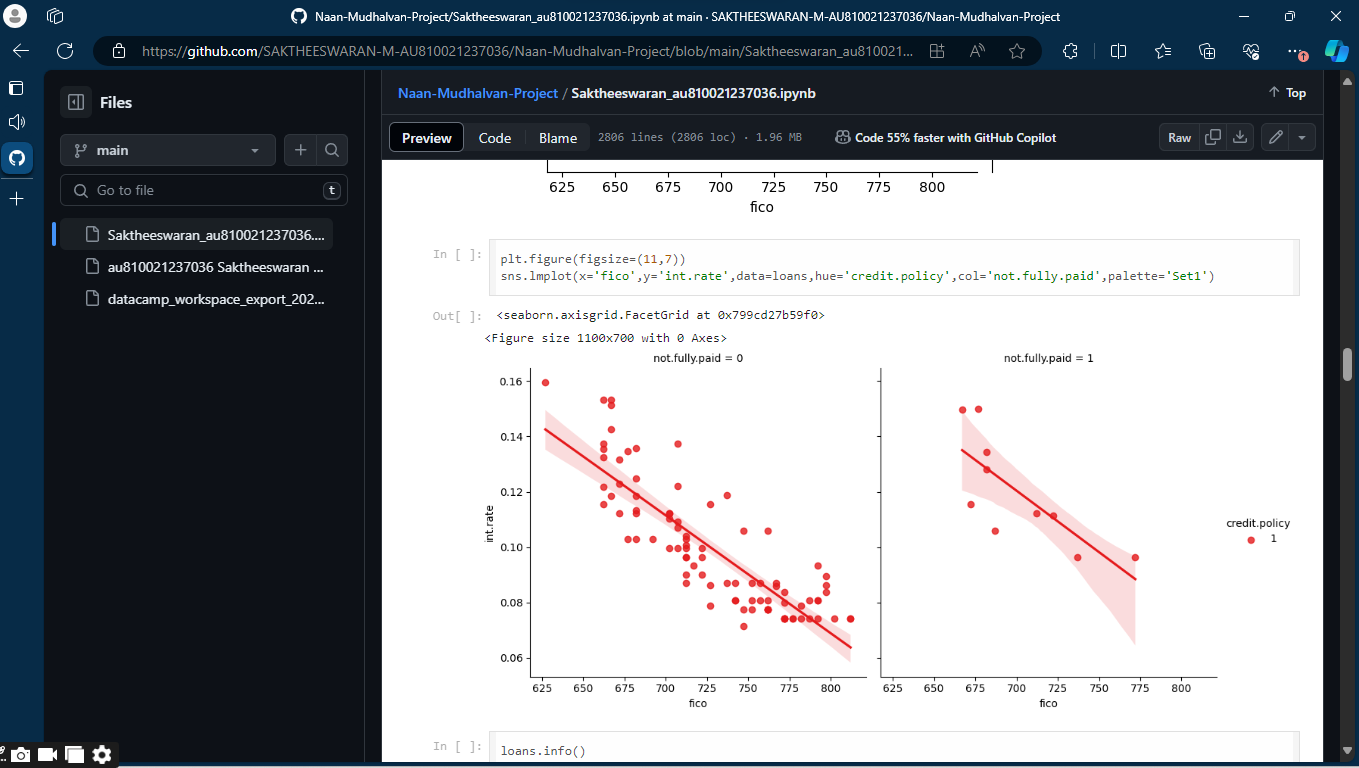 Naan-Mudhalvan-Project/Saktheeswaran_au810021237036.ipynb at main · SAKTHEESWARAN-M-AU810021237036/Naan-Mudhalvan-Project
https://github.com/SAKTHEESWARAN-M-AU810021237036/Naan-Mudhalvan-Project/blob/main/Saktheeswaran_au810021...
Files
main
Go to file
t
Saktheeswaran_au810021237036....
au810021237036 Saktheeswaran ...
datacamp_workspace_export_202...
Naan-Mudhalvan-Project / Saktheeswaran_au810021237036.ipynb
Top
Preview Code Blame 2806 lines (2806 loc) · 1.96 MB Code 55% faster with GitHub Copilot Raw
625 650 675 700 725 750 775 800
fico
In [ ]:
plt.figure(figsize=(11,7))
sns.lmplot(x='fico',y='int.rate',data=loans,hue='credit.policy',col='not.fully.paid',palette='Set1')
Out[ ]: <seaborn.axisgrid.FacetGrid at 0x799cd27b59f0>
<Figure size 1100x700 with 0 Axes>
not.fully.paid = 0
not.fully.paid = 1
0.16
0.14
0.12
0.10
0.08
0.06
int.rate
credit.policy
1
625 650 675 700 725 750 775 800
fico
625 650 675 700 725 750 775 800
fico
In [ ]:
loans.info()